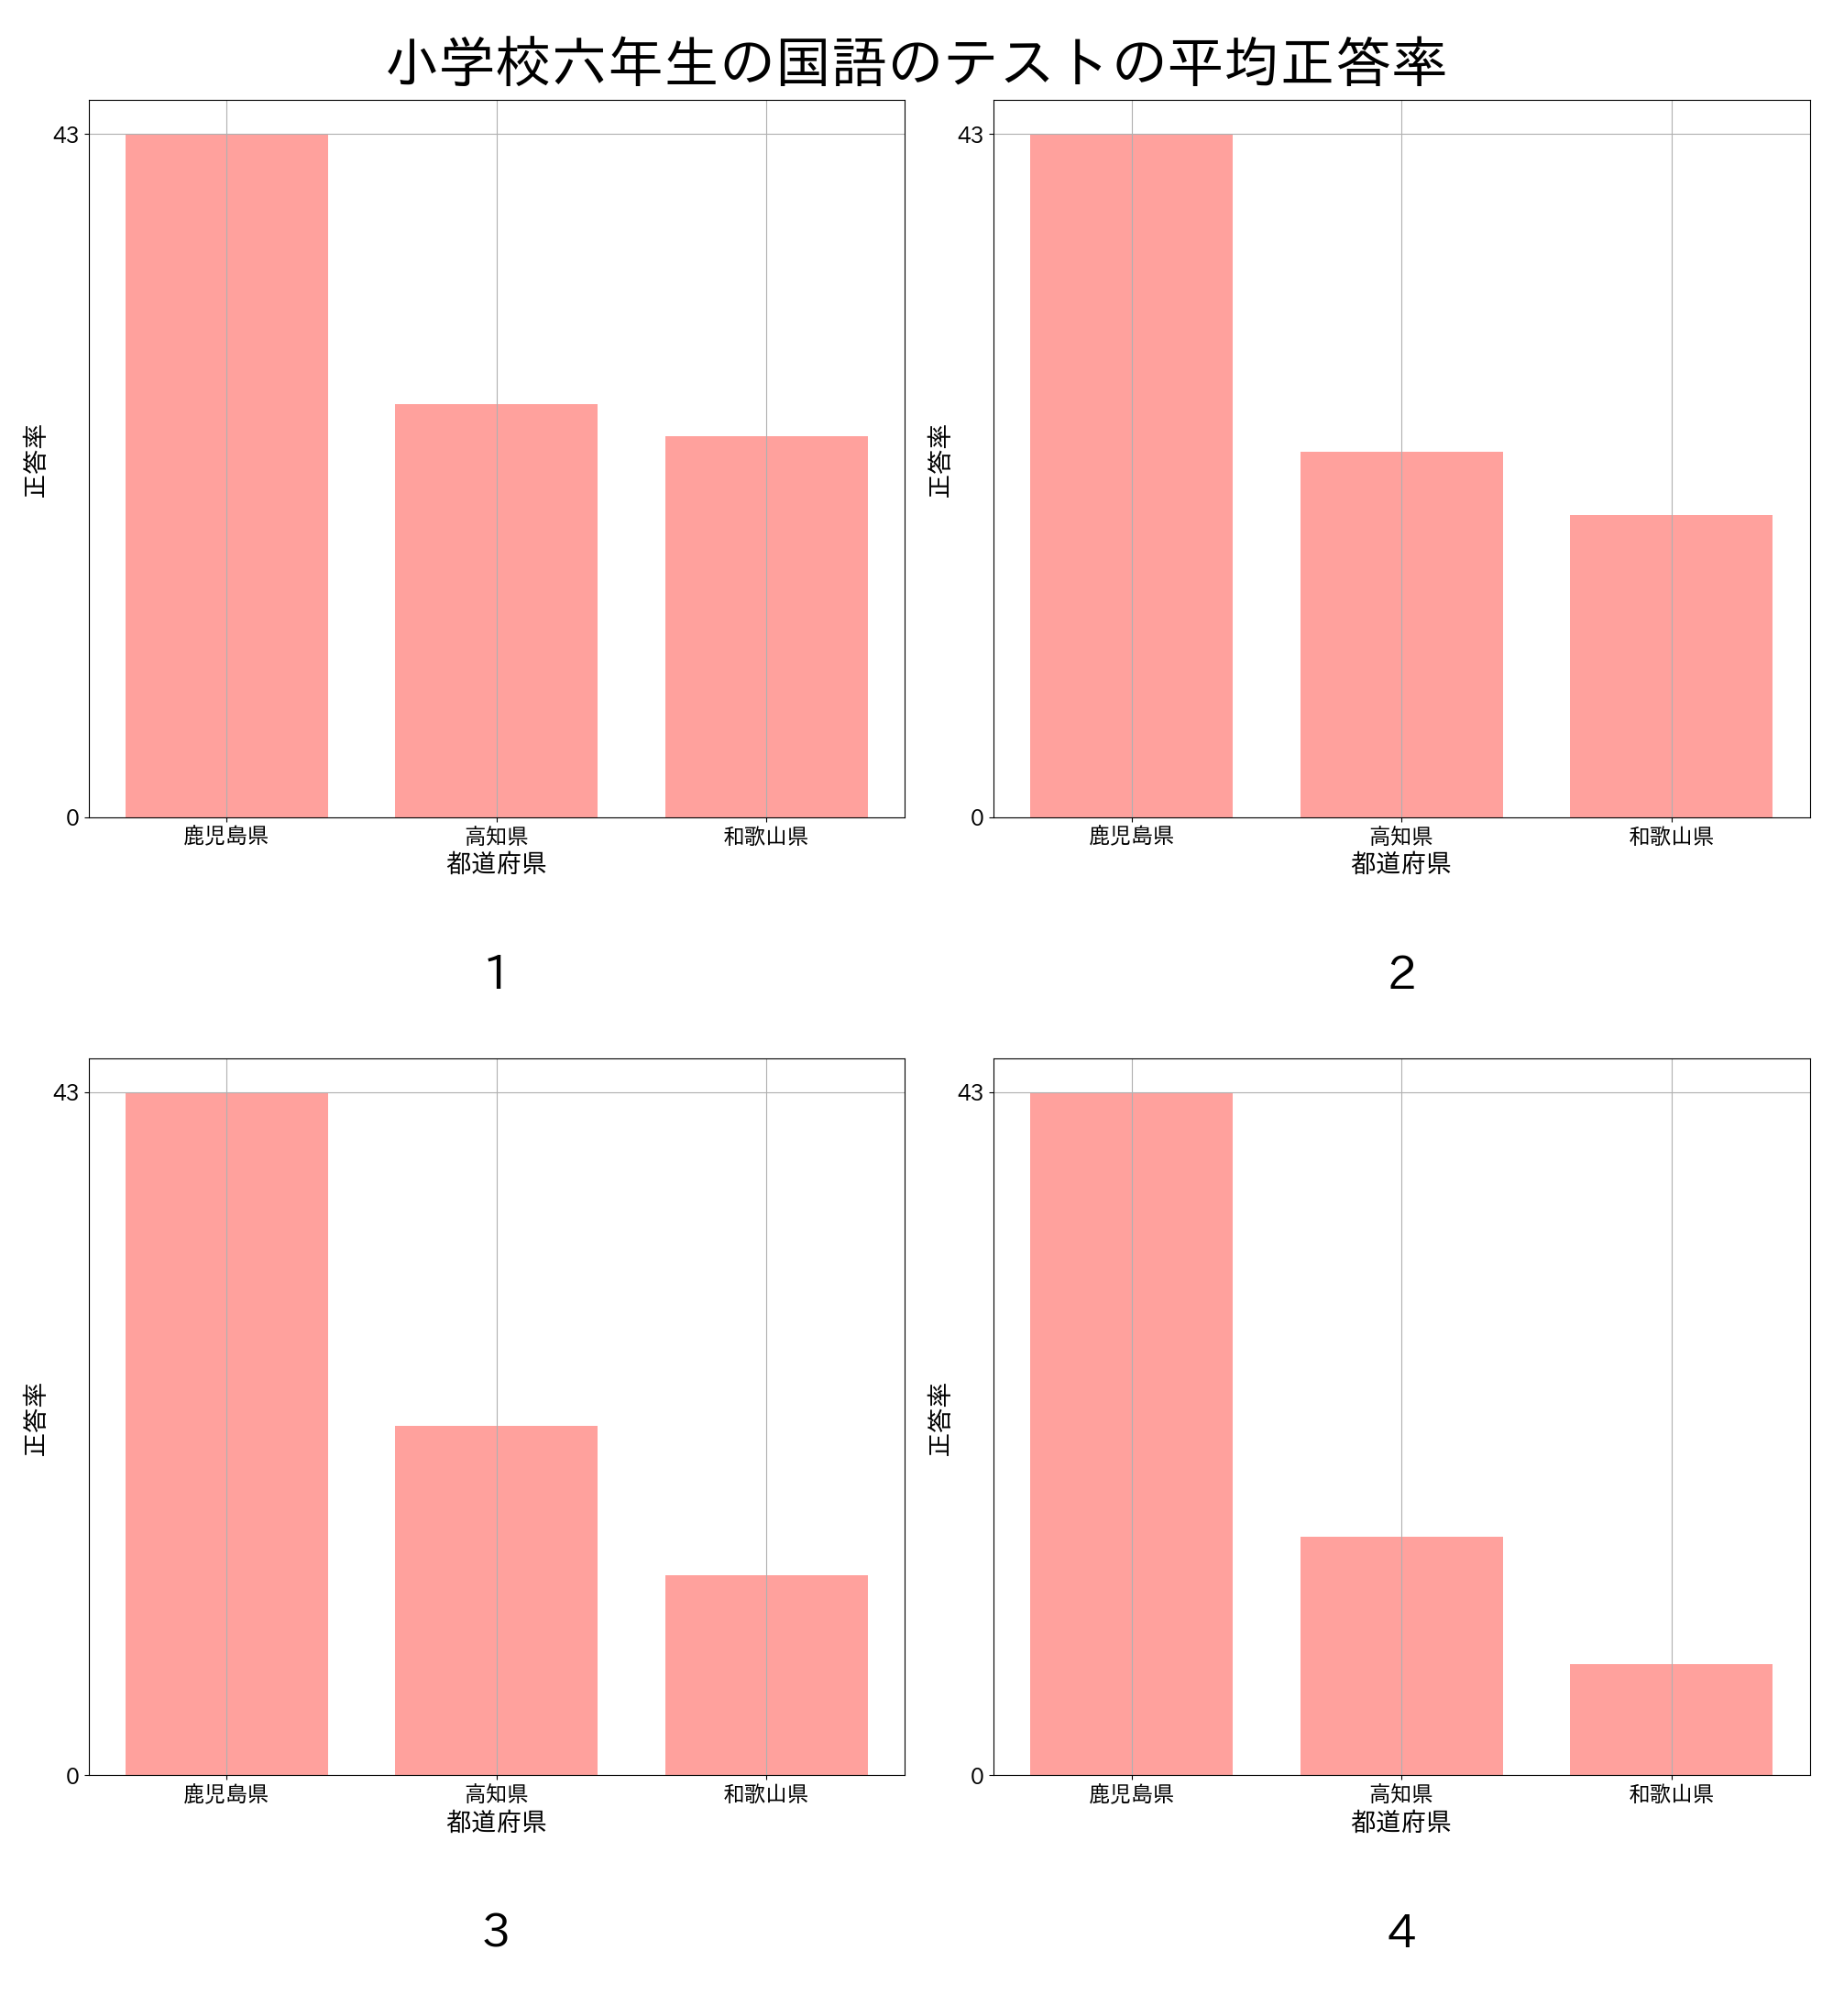 小学校六年生の国語のテストの平均正答率
43
0
正答率
鹿児島県 高知県 和歌山県
都道府県
1
43
0
正答率
鹿児島県 高知県 和歌山県
都道府県
2
43
0
正答率
鹿児島県 高知県 和歌山県
都道府県
3
43
0
正答率
鹿児島県 高知県 和歌山県
都道府県
4